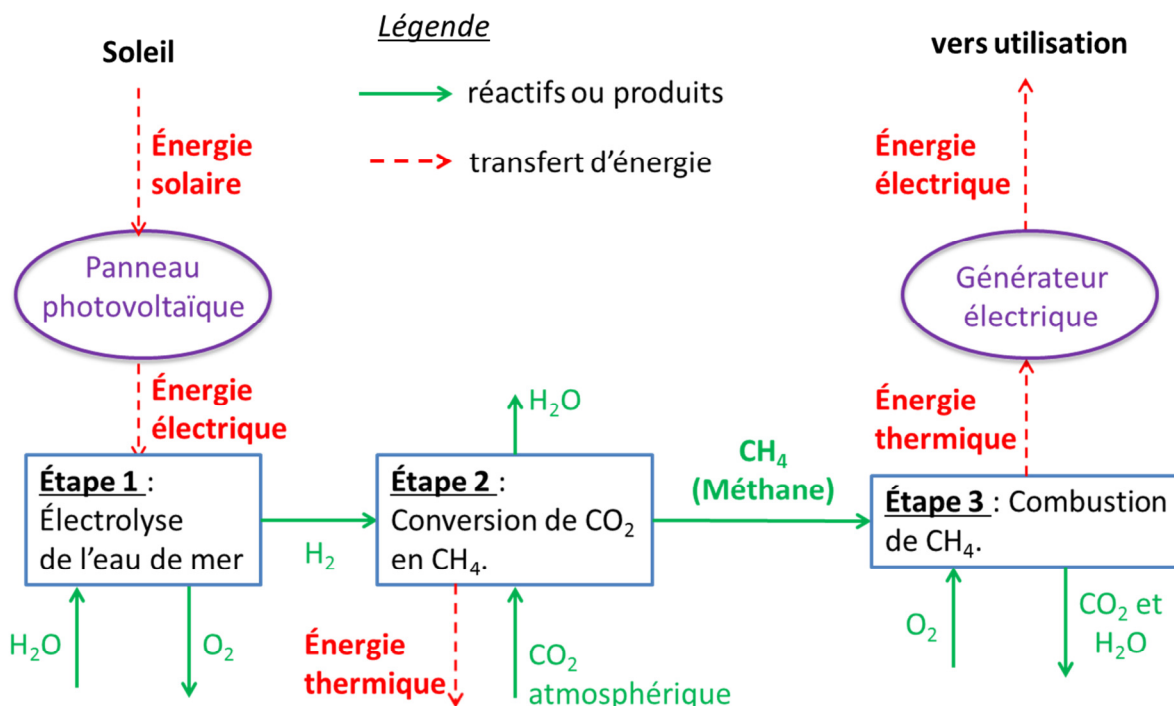 Légende
réactifs ou produits
transfert d’énergie
Soleil
Énergie
solaire
Panneau
photovoltaïque
Énergie
électrique
Étape 1 :
Électrolyse
de l’eau de mer
H₂O
O₂
H₂
H₂O
Étape 2 :
Conversion de CO₂
en CH₄.
Énergie
thermique
CO₂
atmosphérique
CH₄
(Méthane)
vers utilisation
Énergie
électrique
Générateur
électrique
Énergie
thermique
Étape 3 : Combustion
de CH₄.
O₂
CO₂ et
H₂O